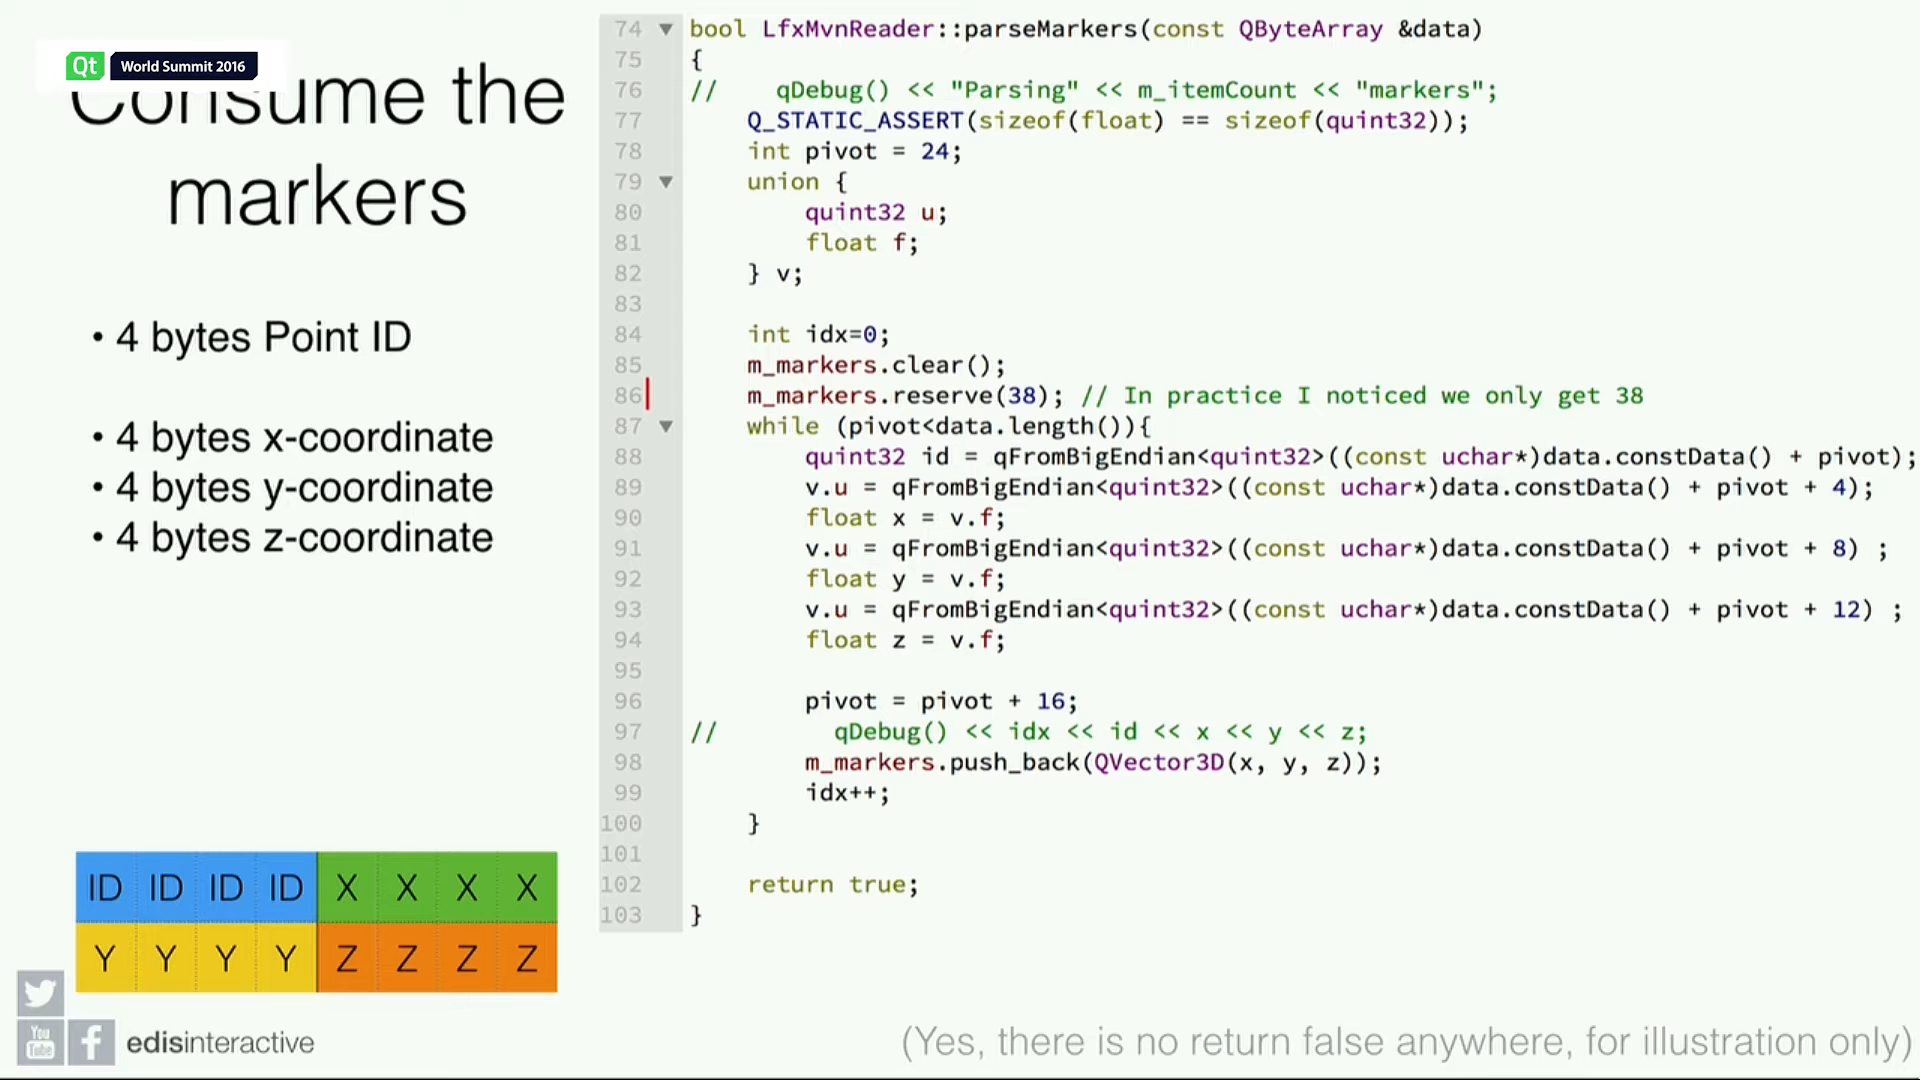 Qt World Summit 2016
Consume the
markers
• 4 bytes Point ID
• 4 bytes x-coordinate
• 4 bytes y-coordinate
• 4 bytes z-coordinate
ID ID ID ID X X X X
Y Y Y Y Z Z Z Z
You Tube f edisinteractive
74 ▼ bool LfxMvnReader::parseMarkers(const QByteArray &data)
75 {
76 //    qDebug() << "Parsing" << m_itemCount << "markers";
77     Q_STATIC_ASSERT(sizeof(float) == sizeof(quint32));
78     int pivot = 24;
79 ▼     union {
80         quint32 u;
81         float f;
82     } v;
83
84     int idx=0;
85     m_markers.clear();
86     m_markers.reserve(38); // In practice I noticed we only get 38
87 ▼     while (pivot<data.length()){
88         quint32 id = qFromBigEndian<quint32>((const uchar*)data.constData() + pivot);
89         v.u = qFromBigEndian<quint32>((const uchar*)data.constData() + pivot + 4);
90         float x = v.f;
91         v.u = qFromBigEndian<quint32>((const uchar*)data.constData() + pivot + 8) ;
92         float y = v.f;
93         v.u = qFromBigEndian<quint32>((const uchar*)data.constData() + pivot + 12) ;
94         float z = v.f;
95
96         pivot = pivot + 16;
97 //        qDebug() << idx << id << x << y << z;
98         m_markers.push_back(QVector3D(x, y, z));
99         idx++;
100     }
101
102     return true;
103 }
(Yes, there is no return false anywhere, for illustration only)